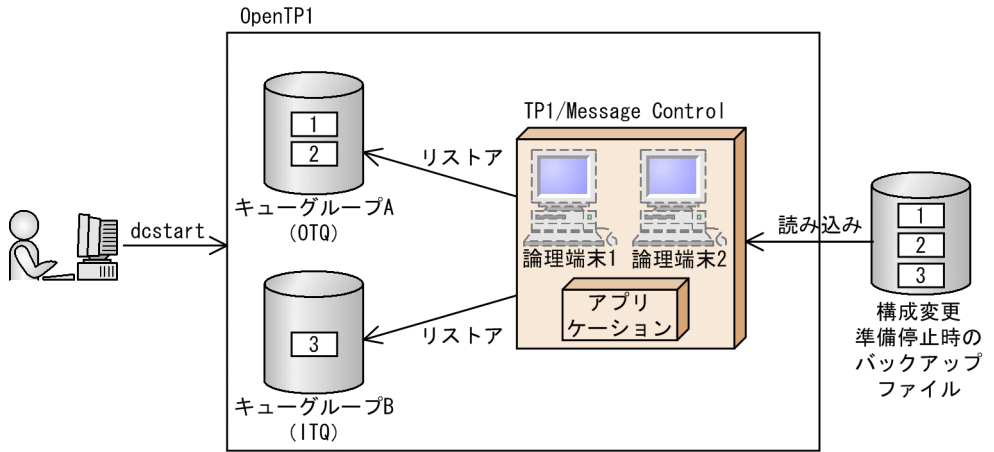 OpenTP1
1
2
キューグループA
(OTQ)
dcstart
3
キューグループB
(ITQ)
リストア
リストア
TP1/Message Control
論理端末1
論理端末2
アプリ
ケーション
読み込み
1
2
3
構成変更
準備停止時の
バックアップ
ファイル